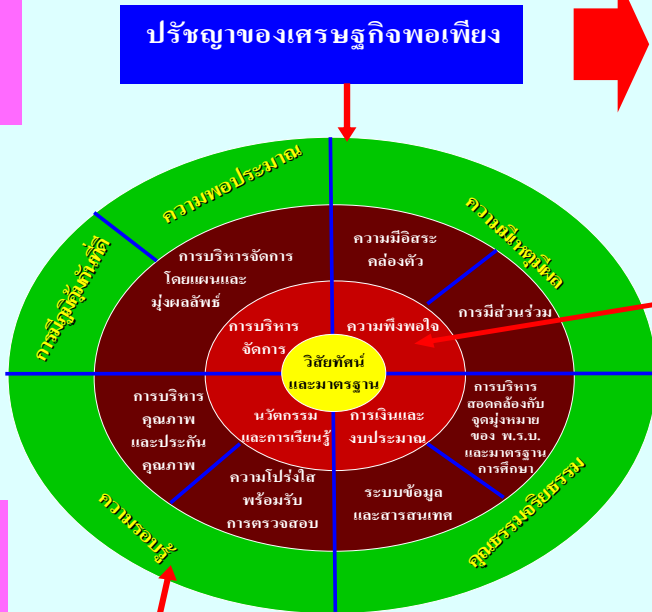 ปรัชญาของเศรษฐกิจพอเพียง
ความพอประมาณ
ความมีเหตุมีผล
การมีภูมิคุ้มกันที่ดี
การบริหารจัดการ
โดยแผนและ
มุ่งผลลัพธ์
ความมีอิสระ
คล่องตัว
การมีส่วนร่วม
การบริหาร
จัดการ
ความพึงพอใจ
วิสัยทัศน์
และมาตรฐาน
การบริหาร
คุณภาพ
และประกัน
คุณภาพ
นวัตกรรม
และการเรียนรู้
การเงินและ
งบประมาณ
การบริหาร
สอดคล้องกับ
จุดมุ่งหมาย
ของ พ.ร.บ.
และมาตรฐาน
การศึกษา
ความโปร่งใส
พร้อมรับ
การตรวจสอบ
ระบบข้อมูล
และสารสนเทศ
ความรอบรู้
คุณธรรมจริยธรรม